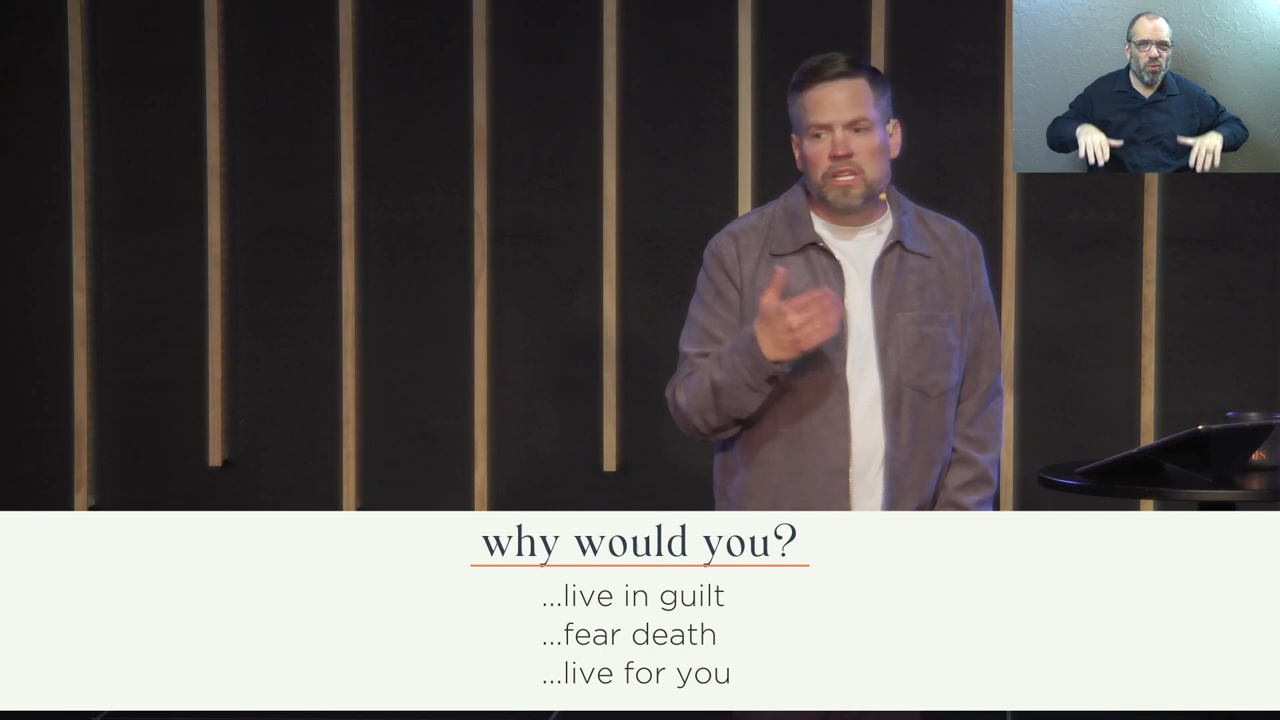 why would you?
...live in guilt
...fear death
...live for you